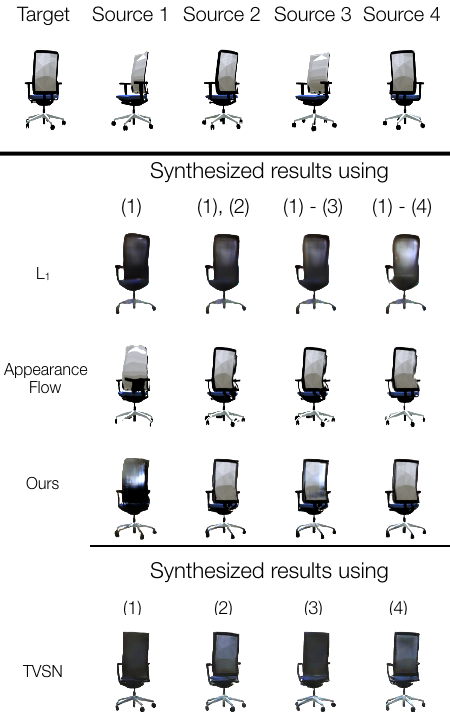 Target Source 1 Source 2 Source 3 Source 4
Synthesized results using
(1) (1), (2) (1) - (3) (1) - (4)
L₁
Appearance
Flow
Ours
Synthesized results using
(1) (2) (3) (4)
TVSN